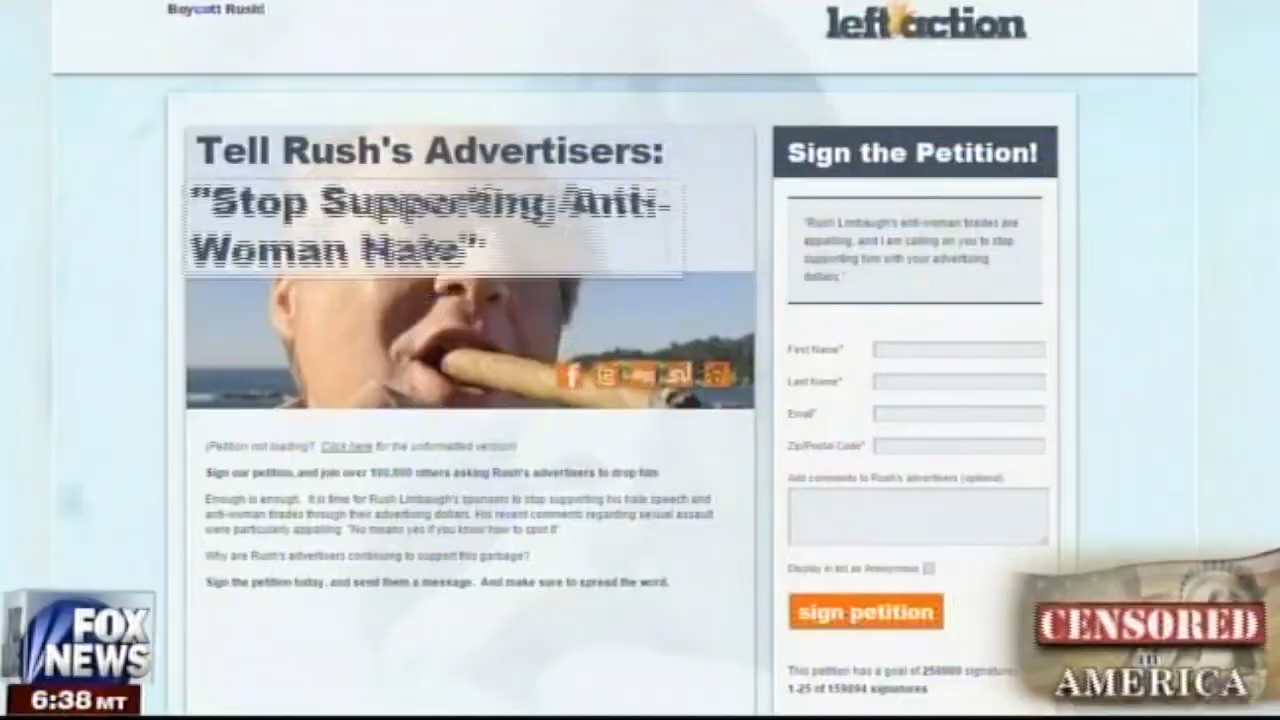 Boycott Rush!
left action
Tell Rush's Advertisers:
"Stop Supporting Anti-
Woman Hate"
Sign the Petition!
"Rush Limbaugh's anti-woman tirades are
appalling, and I am calling on you to stop
supporting him with your advertising
dollars."
First Name*
Last Name*
Email*
Zip/Postal Code*
Add comments to Rush's advertisers (optional)
Display in list as Anonymous
sign petition
This petition has a goal of signatures
1-25 of signatures
(Petition not loading? Click here for the unformatted version)
Sign our petition, and join over 100,000 others asking Rush's advertisers to drop him
Enough is enough. It is time for Rush Limbaugh's sponsors to stop supporting his hate speech and
anti-woman tirades through their advertising dollars. His recent comments regarding sexual assault
were particularly appalling: "No means yes if you know how to spot it"
Why are Rush's advertisers continuing to support this garbage?
Sign the petition today, and send them a message. And make sure to spread the word.
FOX
NEWS
6:38 MT
CENSORED
in
AMERICA